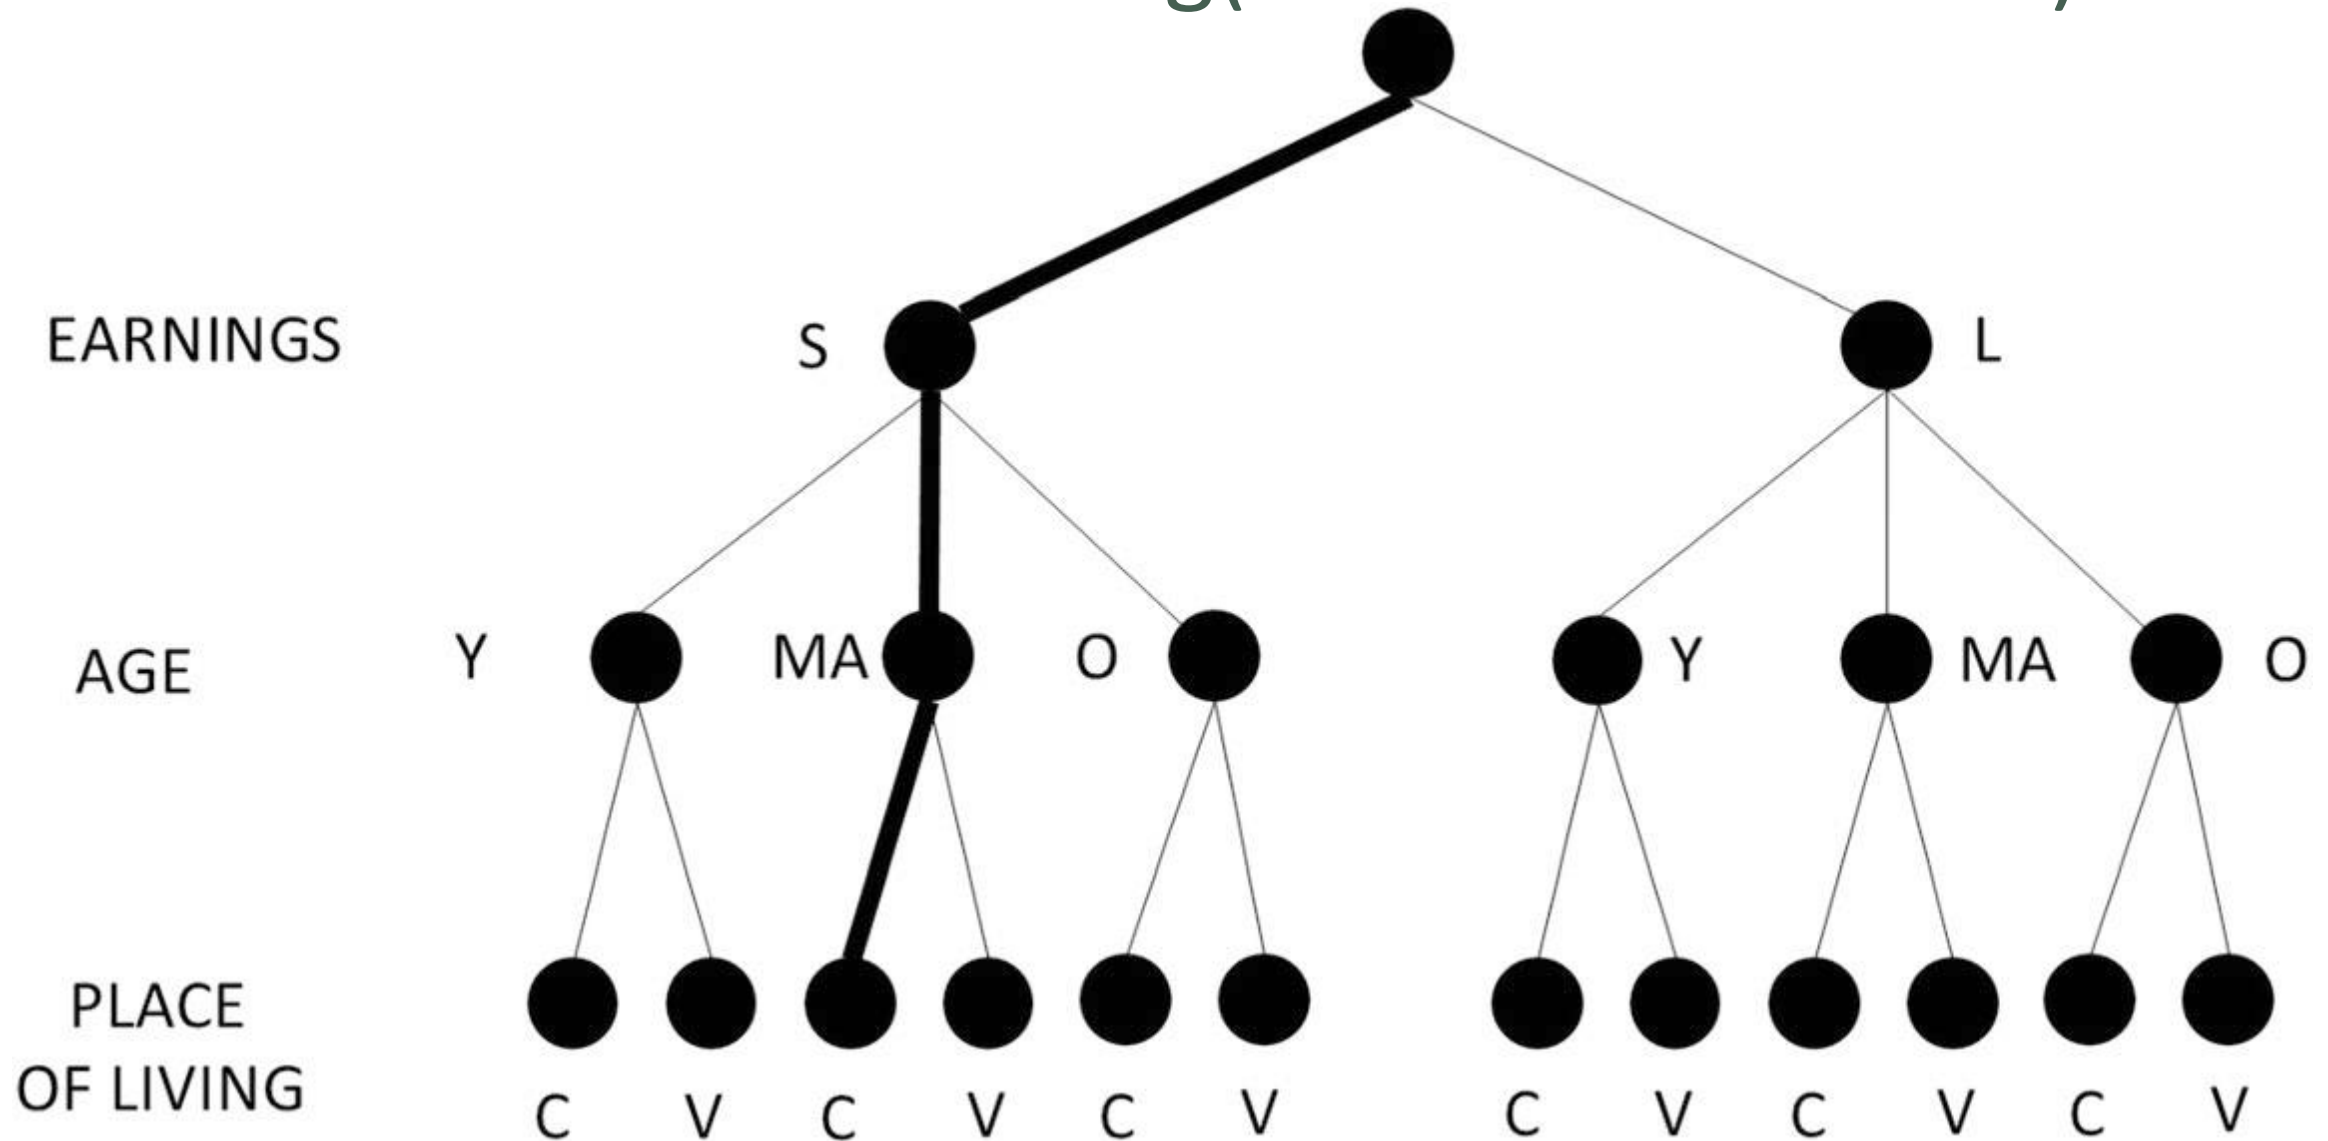 EARNINGS S L
AGE Y MA O Y MA O
PLACE
OF LIVING
C V C V C V C V C V C V